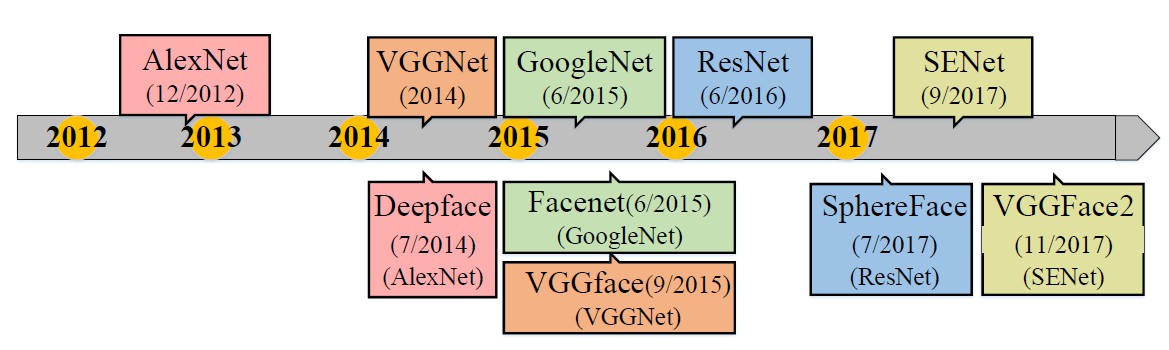 AlexNet
(12/2012)
VGGNet
(2014)
GoogleNet
(6/2015)
ResNet
(6/2016)
SENet
(9/2017)
2012 2013 2014 2015 2016 2017
Deepface
(7/2014)
(AlexNet)
Facenet(6/2015)
(GoogleNet)
VGGface(9/2015)
(VGGNet)
SphereFace
(7/2017)
(ResNet)
VGGFace2
(11/2017)
(SENet)